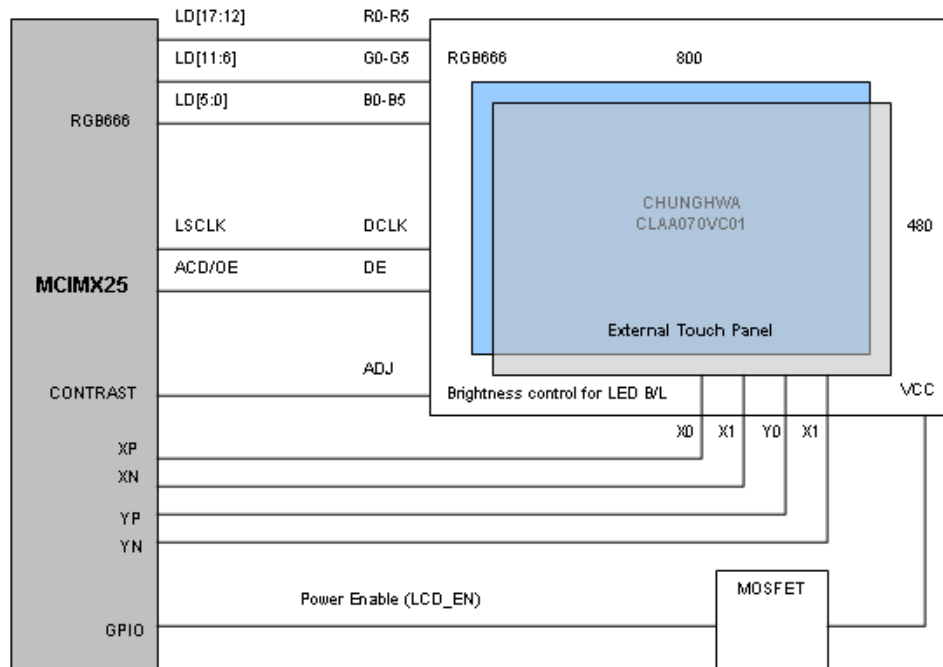 LD[17:12] R0-R5
LD[11:6] G0-G5 RGB666 800
LD[5:0] B0-B5
RGB666
CHUNGHWA
CLAA070VC01
LSCLK DCLK 480
ACD/OE DE
MCIMX25
External Touch Panel
ADJ
CONTRAST Brightness control for LED B/L VCC
X0 X1 Y0 X1
XP
XN
YP
YN
MOSFET
Power Enable (LCD_EN)
GPIO